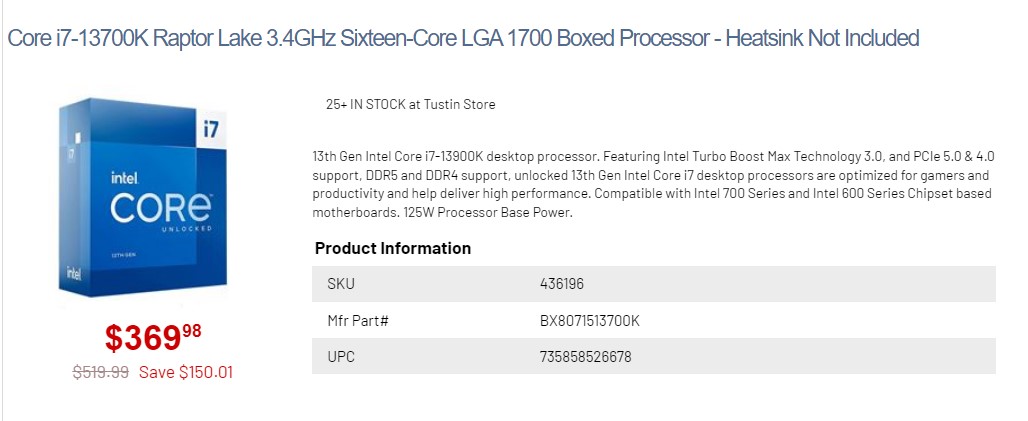 Core i7-13700K Raptor Lake 3.4GHz Sixteen-Core LGA 1700 Boxed Processor - Heatsink Not Included
25+ IN STOCK at Tustin Store
i7
i7
intel.
CORE
UNLOCKED
13TH GEN
intel
13th Gen Intel Core i7-13900K desktop processor. Featuring Intel Turbo Boost Max Technology 3.0, and PCIe 5.0 & 4.0
support, DDR5 and DDR4 support, unlocked 13th Gen Intel Core i7 desktop processors are optimized for gamers and
productivity and help deliver high performance. Compatible with Intel 700 Series and Intel 600 Series Chipset based
motherboards. 125W Processor Base Power.
Product Information
SKU 436196
Mfr Part# BX8071513700K
UPC 735858526678
$369.98
$519.99 Save $150.01